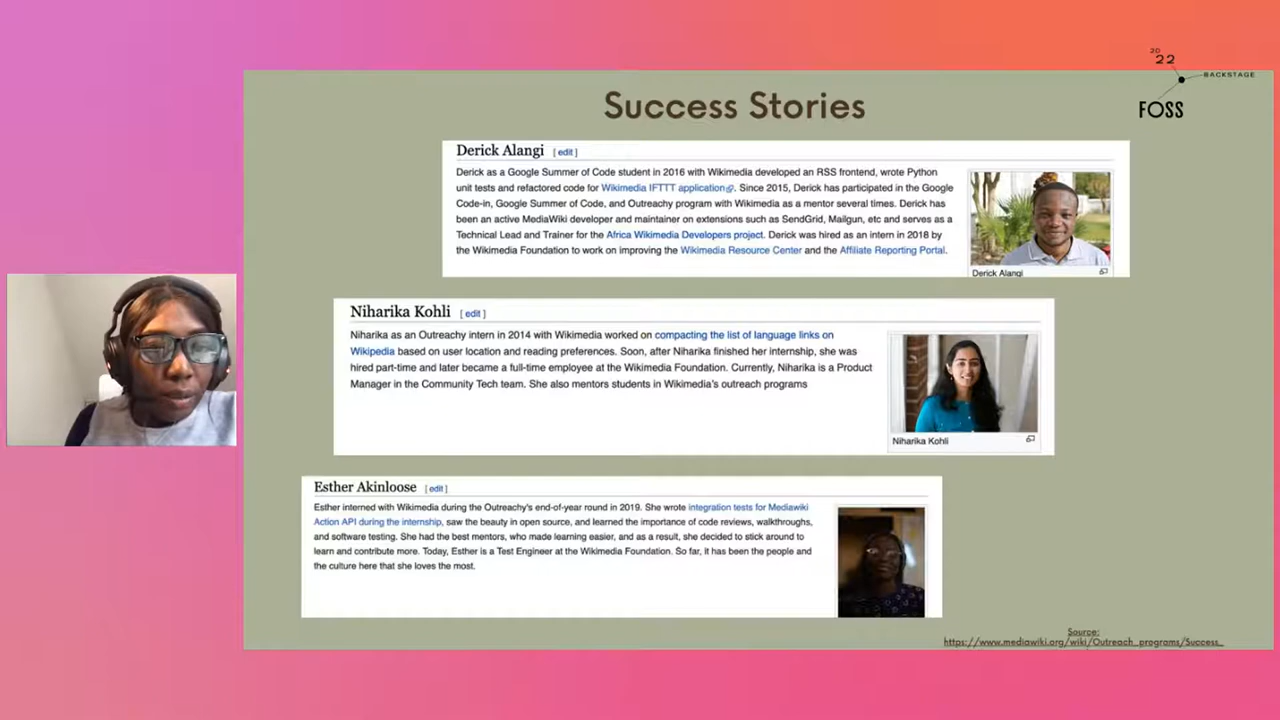 20
22
BACKSTAGE
FOSS
Success Stories
Derick Alangi [ edit ]
Derick as a Google Summer of Code student in 2016 with Wikimedia developed an RSS frontend, wrote Python
unit tests and refactored code for Wikimedia IFTTT application. Since 2015, Derick has participated in the Google
Code-in, Google Summer of Code, and Outreachy program with Wikimedia as a mentor several times. Derick has
been an active MediaWiki developer and maintainer on extensions such as SendGrid, Mailgun, etc and serves as a
Technical Lead and Trainer for the Africa Wikimedia Developers project. Derick was hired as an intern in 2018 by
the Wikimedia Foundation to work on improving the Wikimedia Resource Center and the Affiliate Reporting Portal.
Derick Alangi
Niharika Kohli [ edit ]
Niharika as an Outreachy intern in 2014 with Wikimedia worked on compacting the list of language links on
Wikipedia based on user location and reading preferences. Soon, after Niharika finished her internship, she was
hired part-time and later became a full-time employee at the Wikimedia Foundation. Currently, Niharika is a Product
Manager in the Community Tech team. She also mentors students in Wikimedia's outreach programs
Niharika Kohli
Esther Akinloose [ edit ]
Esther interned with Wikimedia during the Outreachy's end-of-year round in 2019. She wrote integration tests for Mediawiki
Action API during the internship, saw the beauty in open source, and learned the importance of code reviews, walkthroughs,
and software testing. She had the best mentors, who made learning easier, and as a result, she decided to stick around to
learn and contribute more. Today, Esther is a Test Engineer at the Wikimedia Foundation. So far, it has been the people and
the culture here that she loves the most.
Source:
https://www.mediawiki.org/wiki/Outreach_programs/Success_